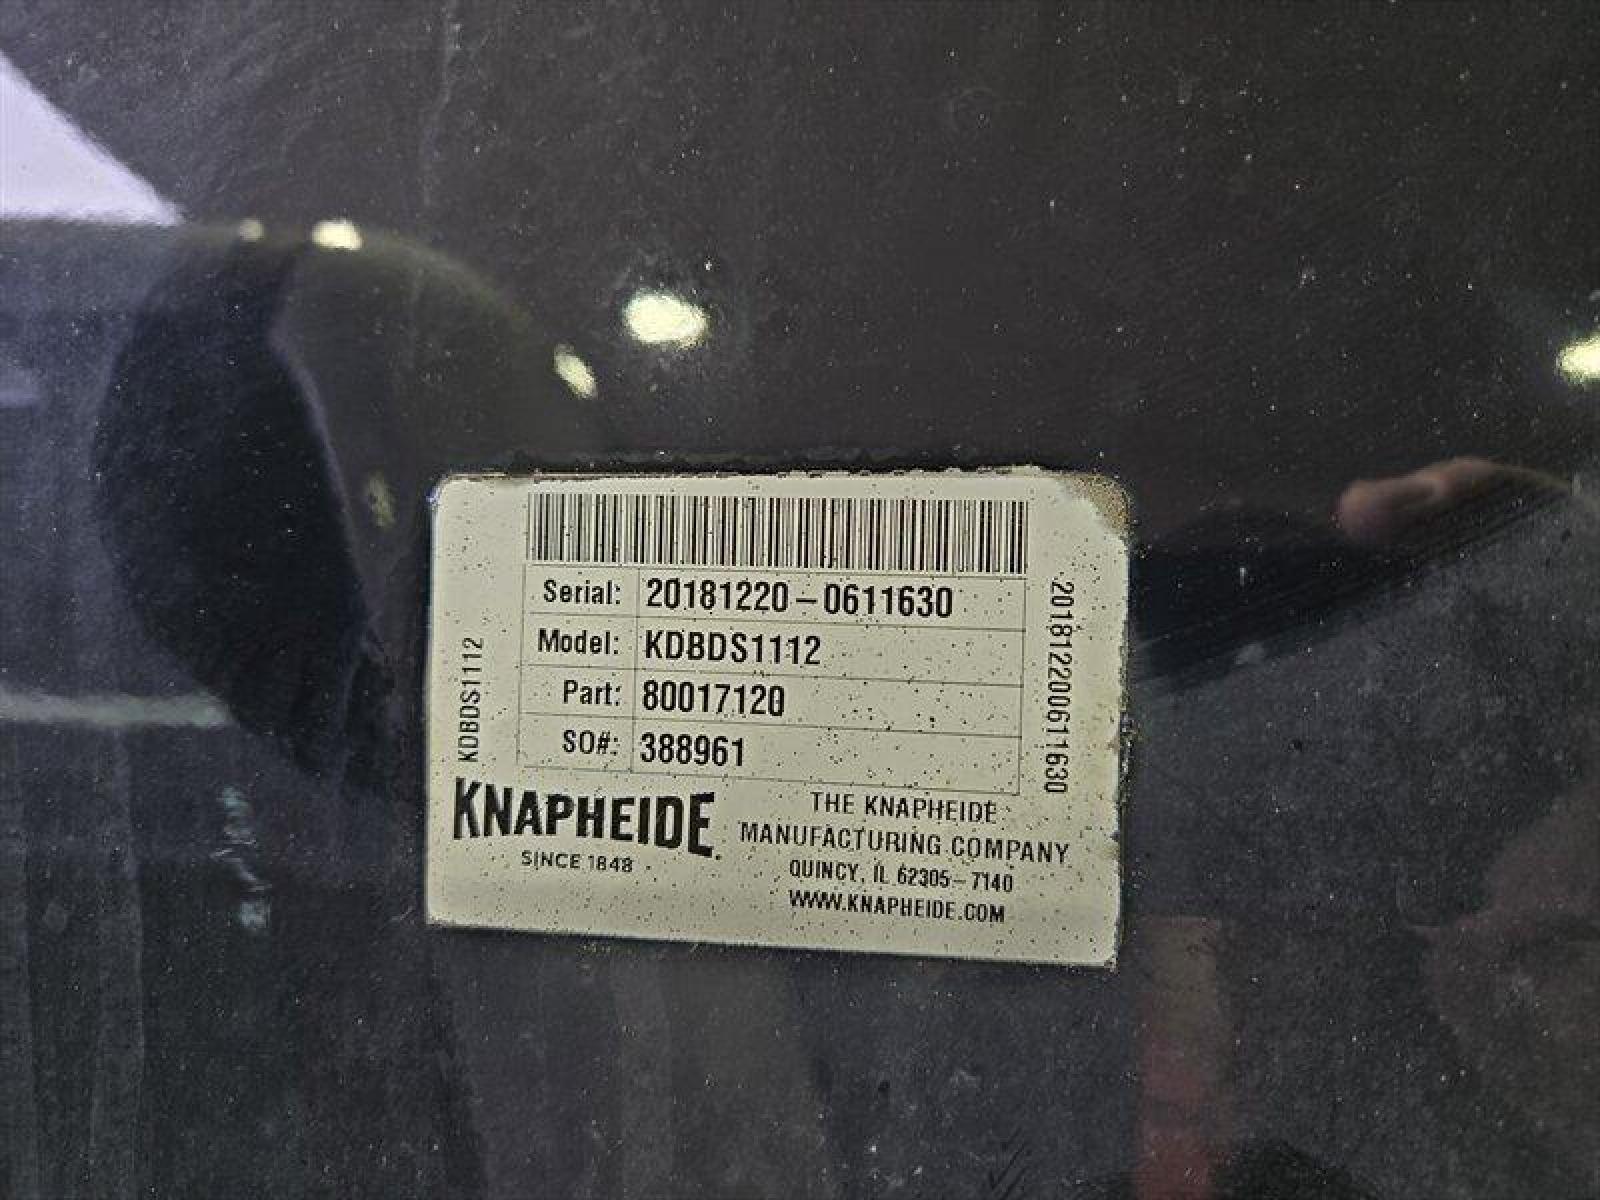 Serial: 20181220-0611630
Model: KDBDS1112
Part: 80017120
SO#: 388961
KDBDS1112
201812200611630
KNAPHEIDE.
SINCE 1848
THE KNAPHEIDE
MANUFACTURING COMPANY
QUINCY, IL 62305-7140
WWW.KNAPHEIDE.COM